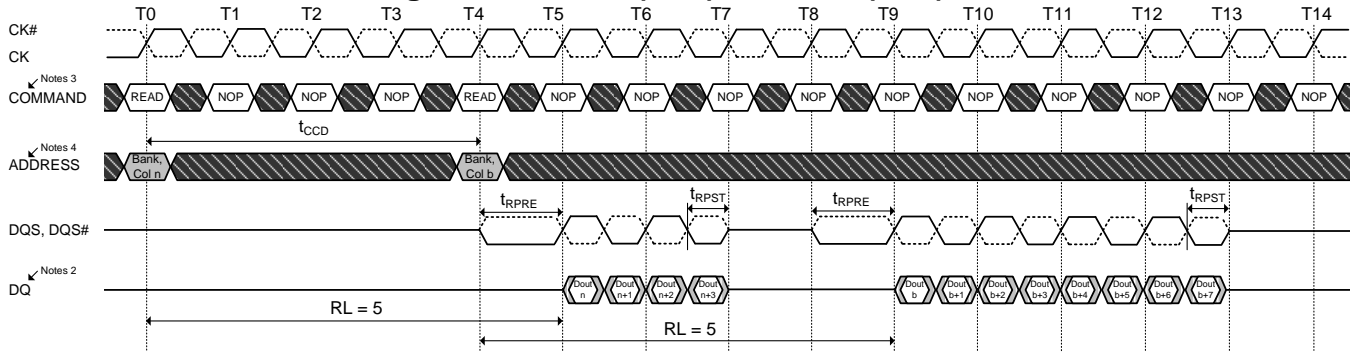 T0 T1 T2 T3 T4 T5 T6 T7 T8 T9 T10 T11 T12 T13 T14
CK#
CK
Notes 3
COMMAND READ NOP NOP NOP READ NOP NOP NOP NOP NOP NOP NOP NOP NOP NOP
tCCD
Notes 4
ADDRESS Bank, Col n Bank, Col b
tRPRE tRPST tRPRE tRPST
DQS, DQS#
Notes 2
DQ Dout n Dout n+1 Dout n+2 Dout n+3 Dout b Dout b+1 Dout b+2 Dout b+3 Dout b+4 Dout b+5 Dout b+6 Dout b+7
RL = 5
RL = 5